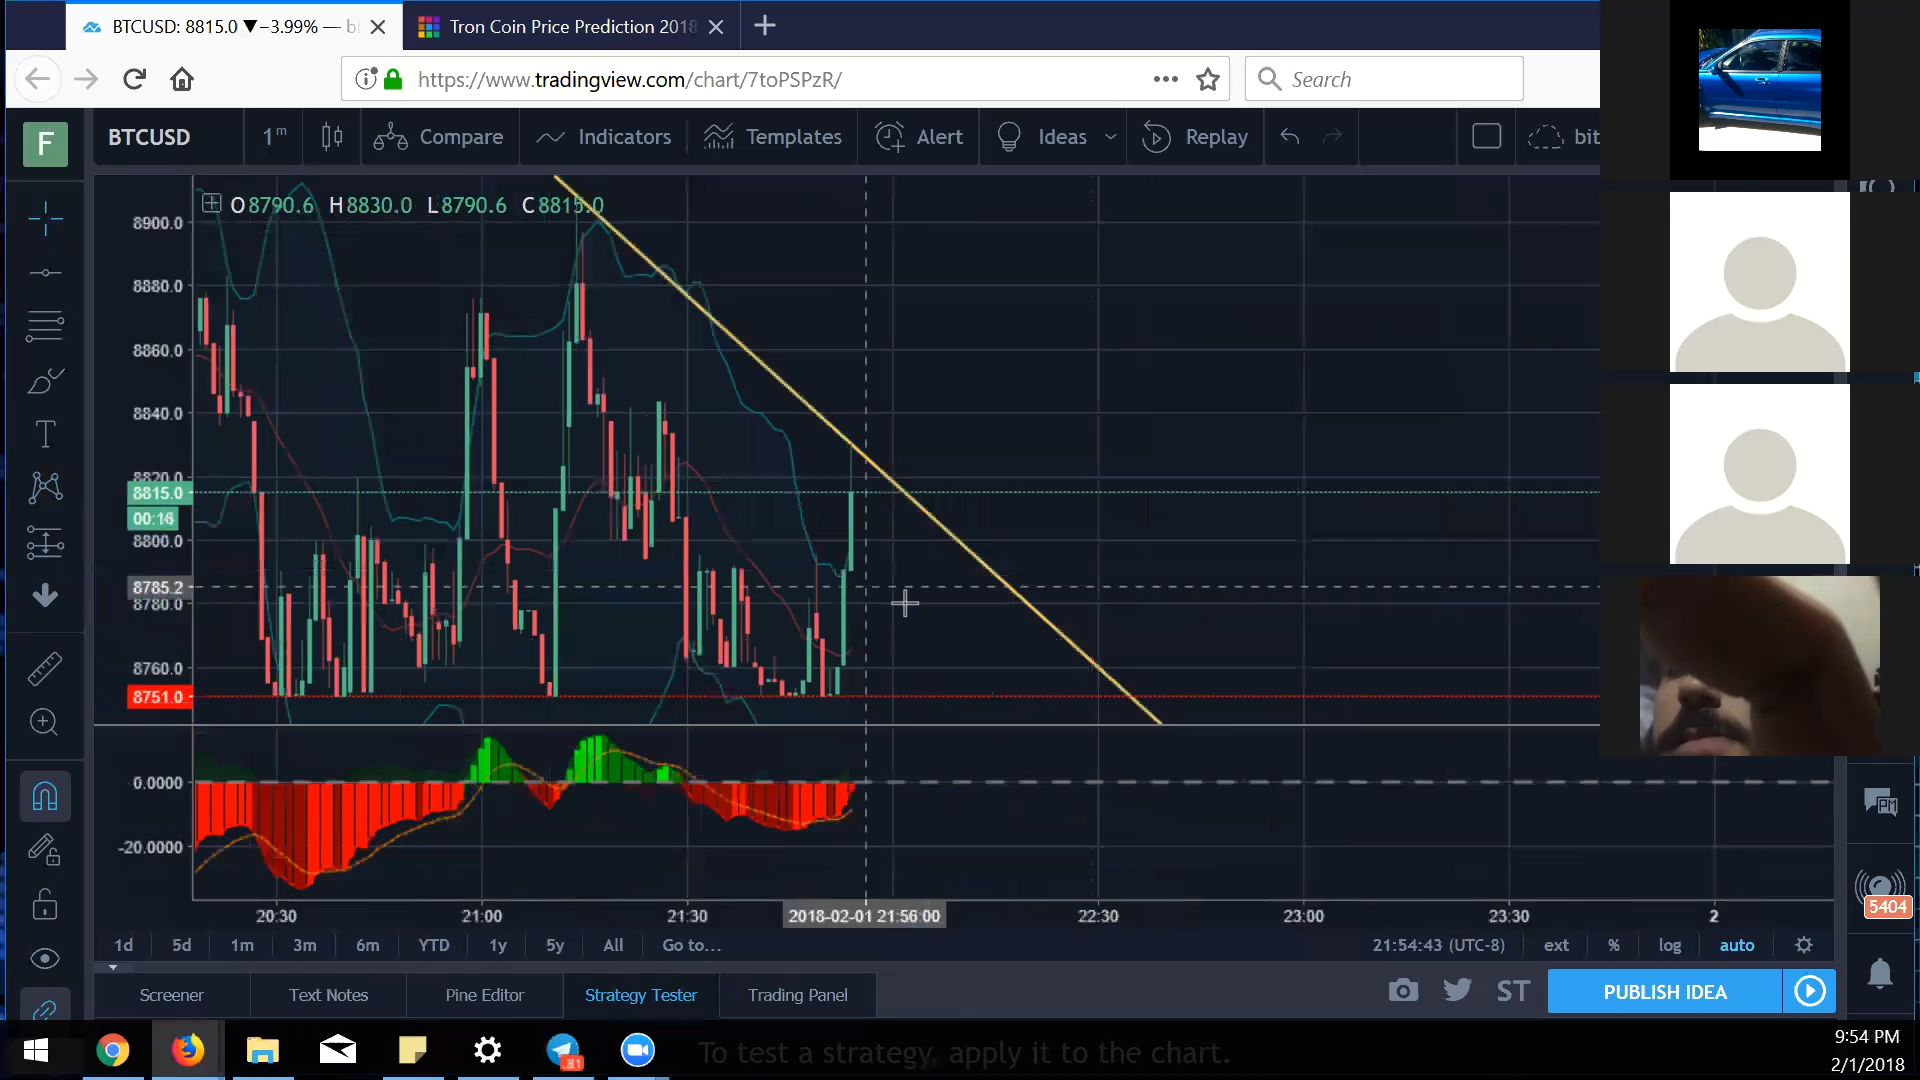 BTCUSD: 8815.0 ▼−3.99% — b
Tron Coin Price Prediction 2018
https://www.tradingview.com/chart/7toPSPzR/
Search
F
BTCUSD
1m
Compare
Indicators
Templates
Alert
Ideas
Replay
bit
O8790.6 H8830.0 L8790.6 C8815.0
8900.0
8880.0
8860.0
8840.0
8820.0
8815.0
00:16
8800.0
8785.2
8780.0
8760.0
8751.0
0.0000
-20.0000
20:30
21:00
21:30
2018-02-01 21:56:00
22:30
23:00
23:30
2
1d 5d 1m 3m 6m YTD 1y 5y All Go to...
21:54:43 (UTC-8) ext % log auto
Screener
Text Notes
Pine Editor
Strategy Tester
Trading Panel
ST
PUBLISH IDEA
PM
5404
To test a strategy, apply it to the chart.
9:54 PM
2/1/2018